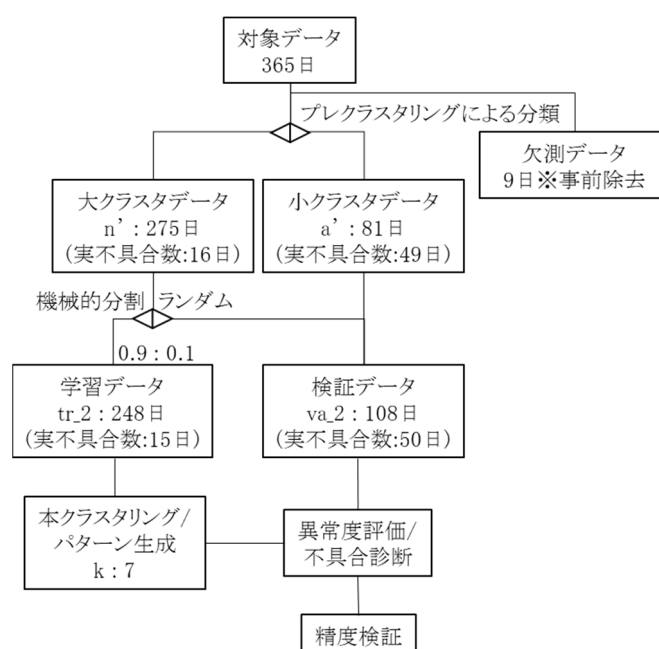 対象データ
365日
プレクラスタリングによる分類
欠測データ
9日※事前除去
大クラスタデータ
n’：275日
(実不具合数:16日)
小クラスタデータ
a’：81日
(実不具合数:49日)
機械的分割
ランダム
0.9：0.1
学習データ
tr_2：248日
(実不具合数:15日)
検証データ
va_2：108日
(実不具合数:50日)
本クラスタリング/
パターン生成
k：7
異常度評価/
不具合診断
精度検証